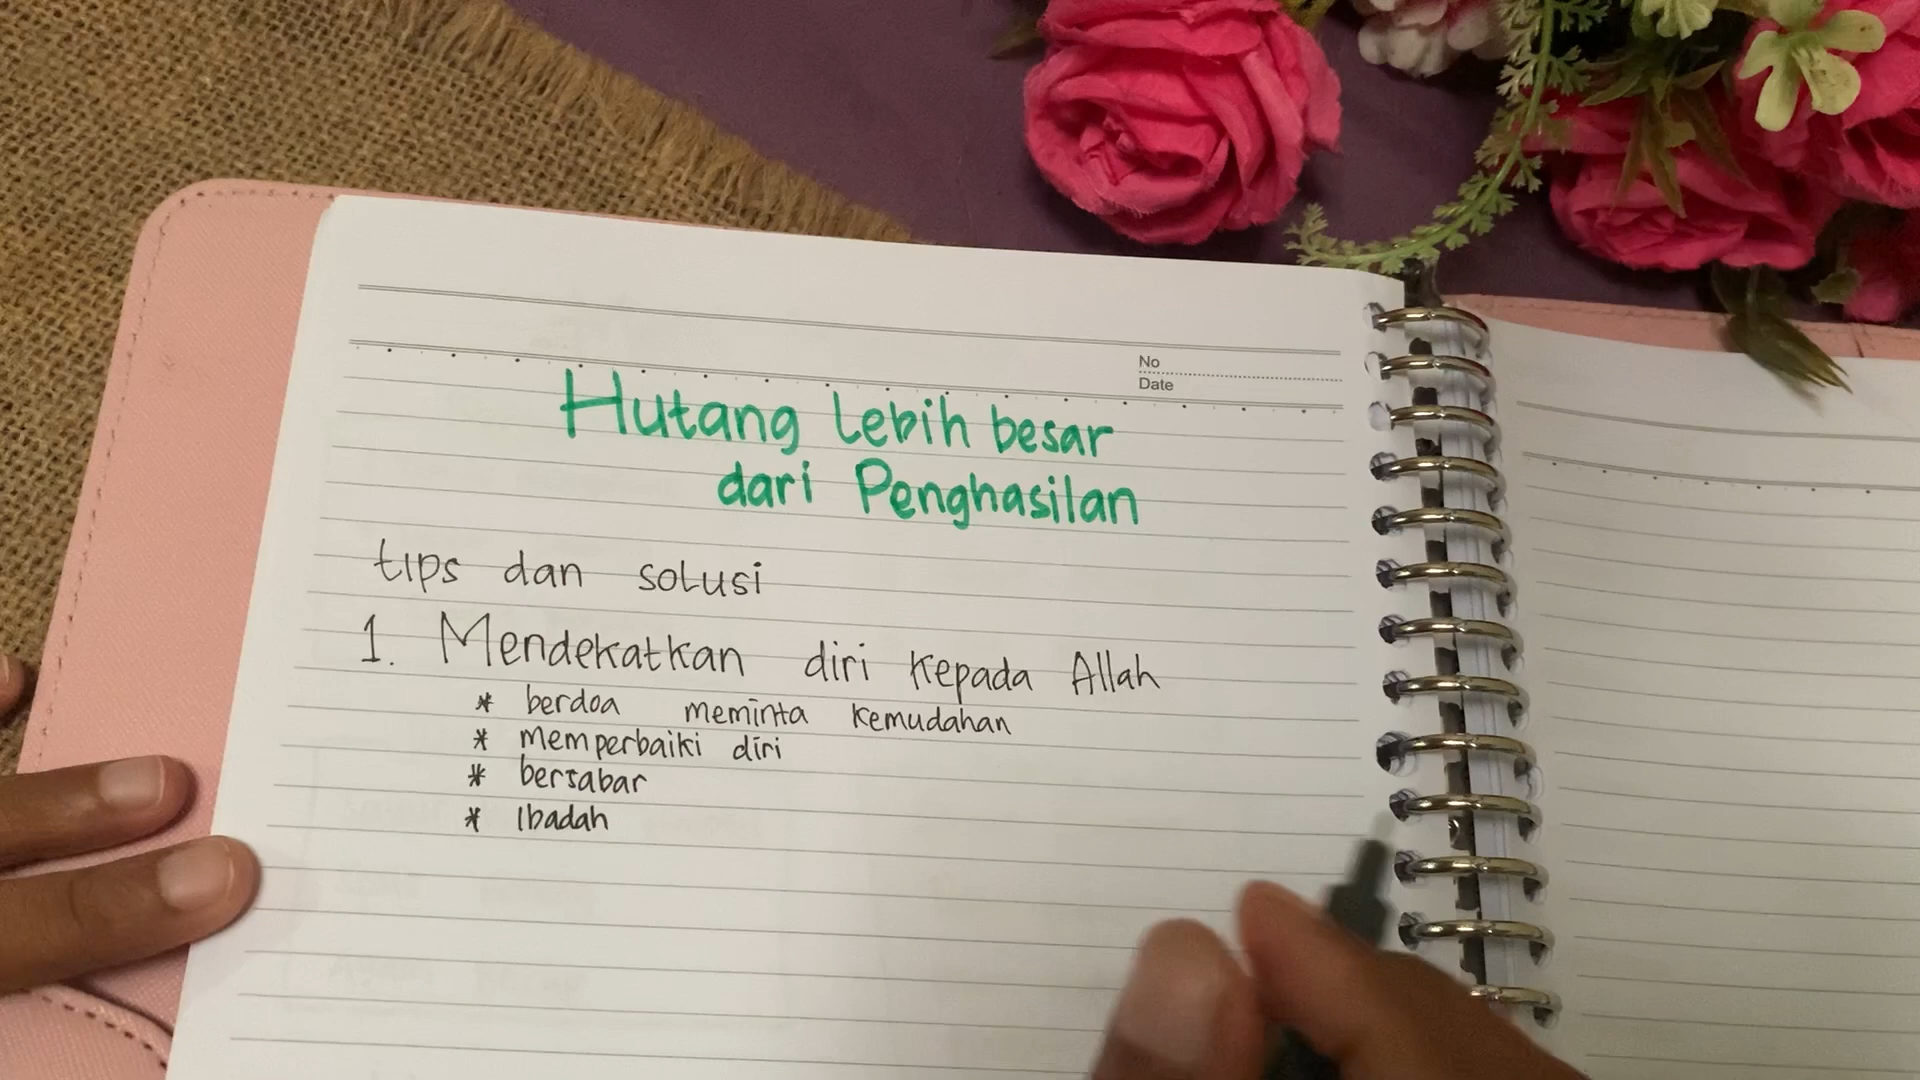 No
Date
Hutang Lebih besar
dari Penghasilan
tips dan solusi
1. Mendekatkan diri kepada Allah
* berdoa meminta kemudahan
* memperbaiki diri
* bersabar
* Ibadah